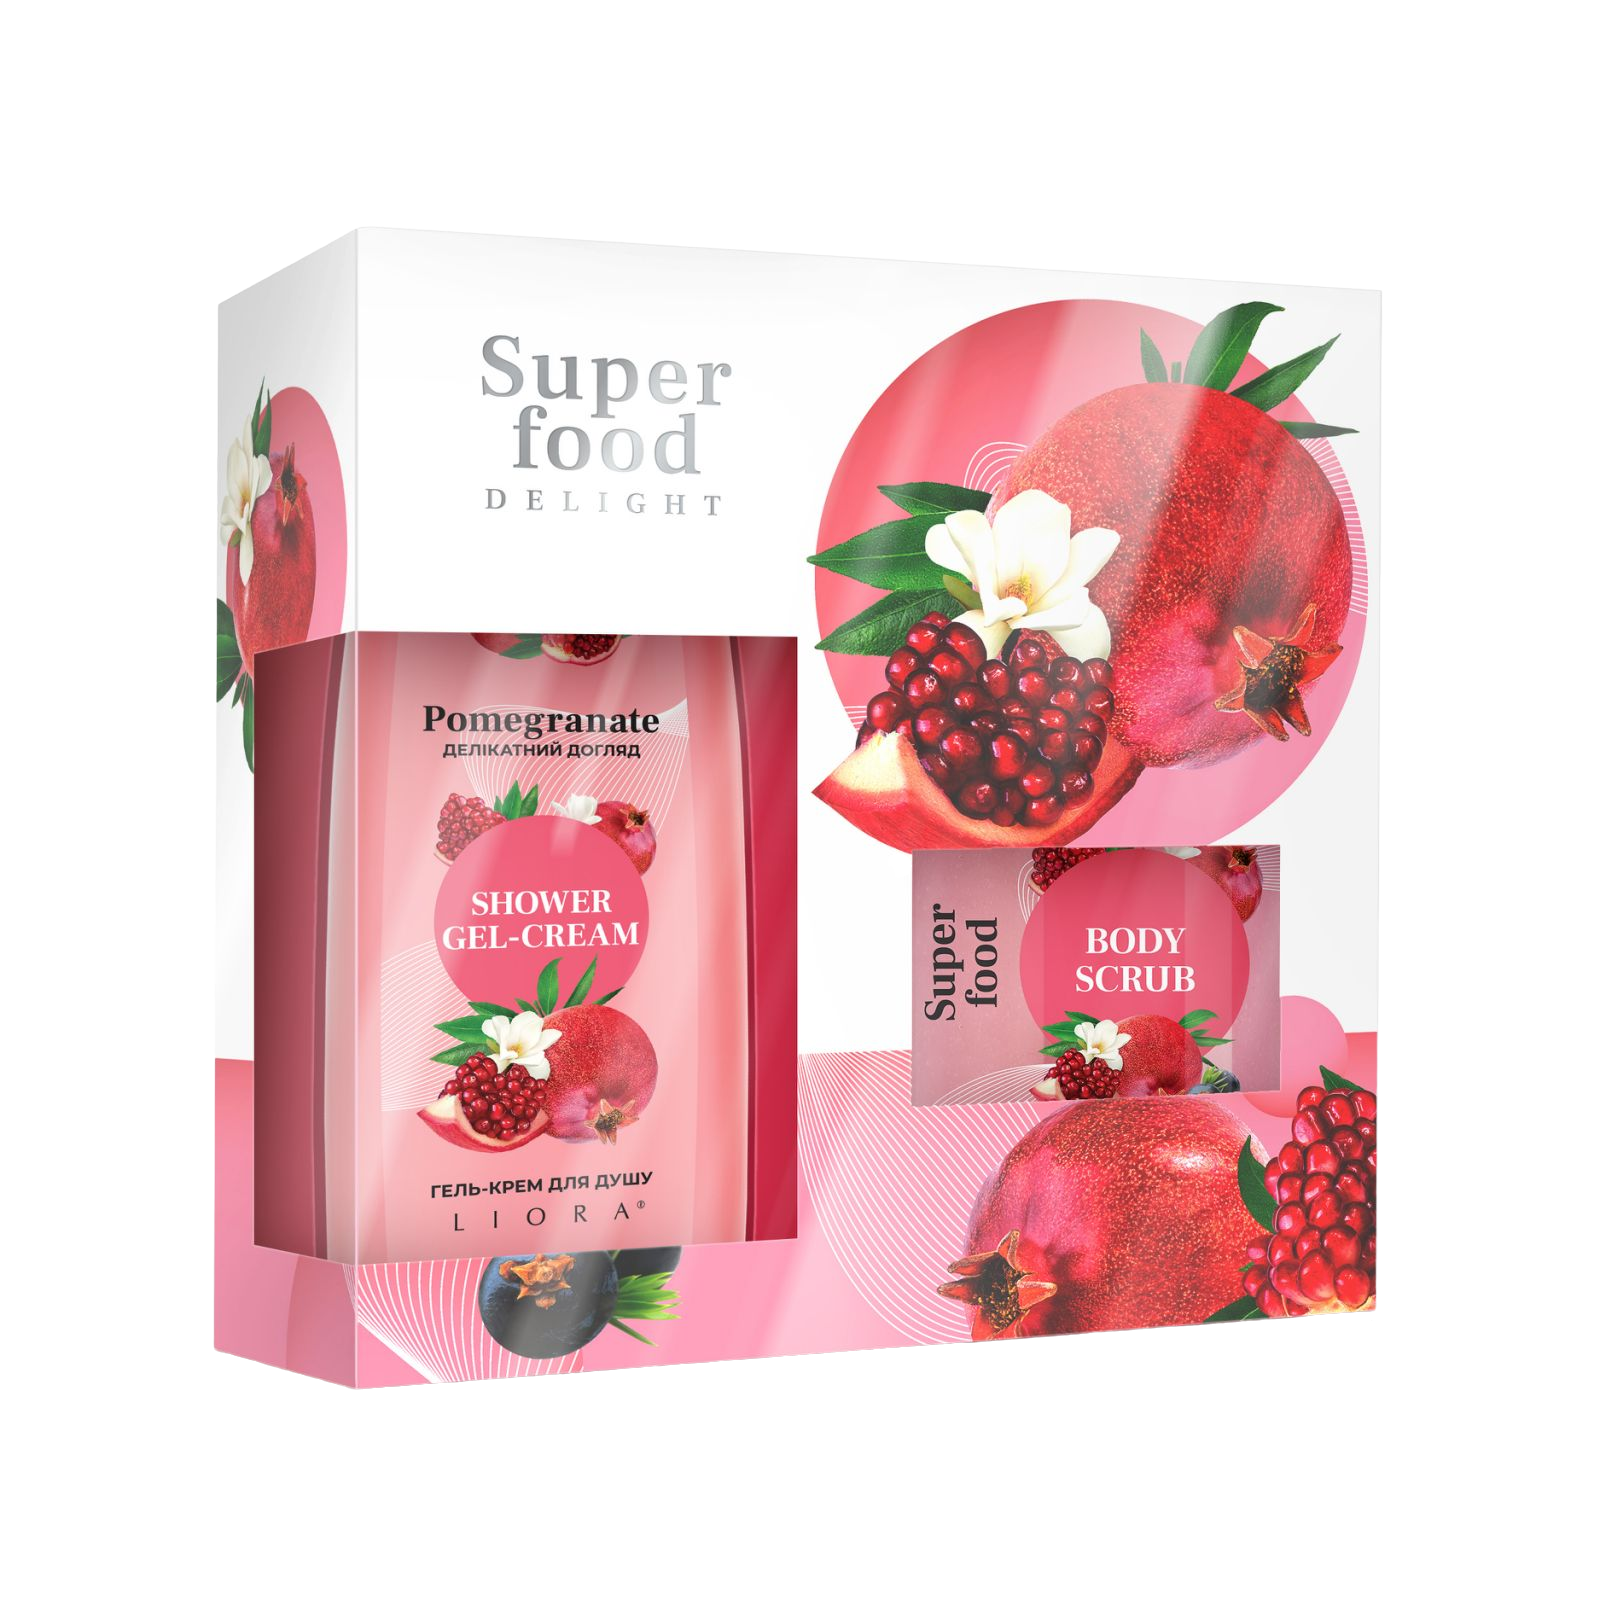 Super
food
DELIGHT
Pomegranate
ДЕЛІКАТНИЙ ДОГЛЯД
SHOWER
GEL-CREAM
ГЕЛЬ-КРЕМ ДЛЯ ДУШУ
LIORA®
Super
food
BODY
SCRUB